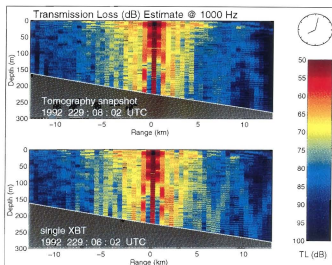 Transmission Loss (dB) Estimate @ 1000 Hz
0
50
100
150
200
250
300
Depth (m)
Tomography snapshot
1992 229 : 08 : 02 UTC
-10 -5 0 5 10
Range (km)
0
50
100
150
200
250
300
Depth (m)
single XBT
1992 229 : 08 : 02 UTC
-10 -5 0 5 10
Range (km)
50
55
60
65
70
75
80
85
90
95
100
TL (dB)